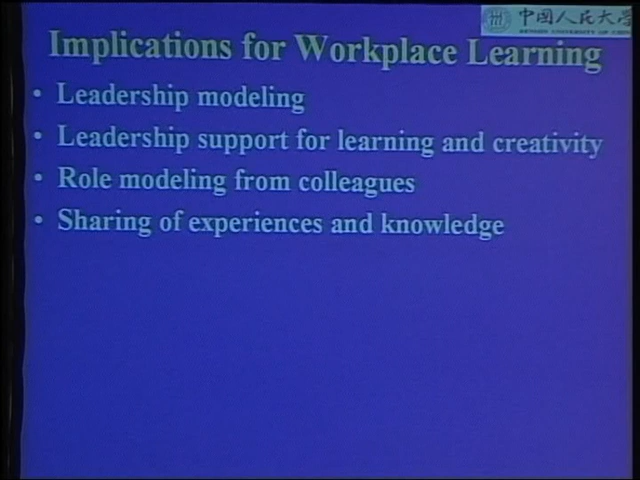 中国人民大学
RENMIN UNIVERSITY OF CHINA
Implications for Workplace Learning
• Leadership modeling
• Leadership support for learning and creativity
• Role modeling from colleagues
• Sharing of experiences and knowledge